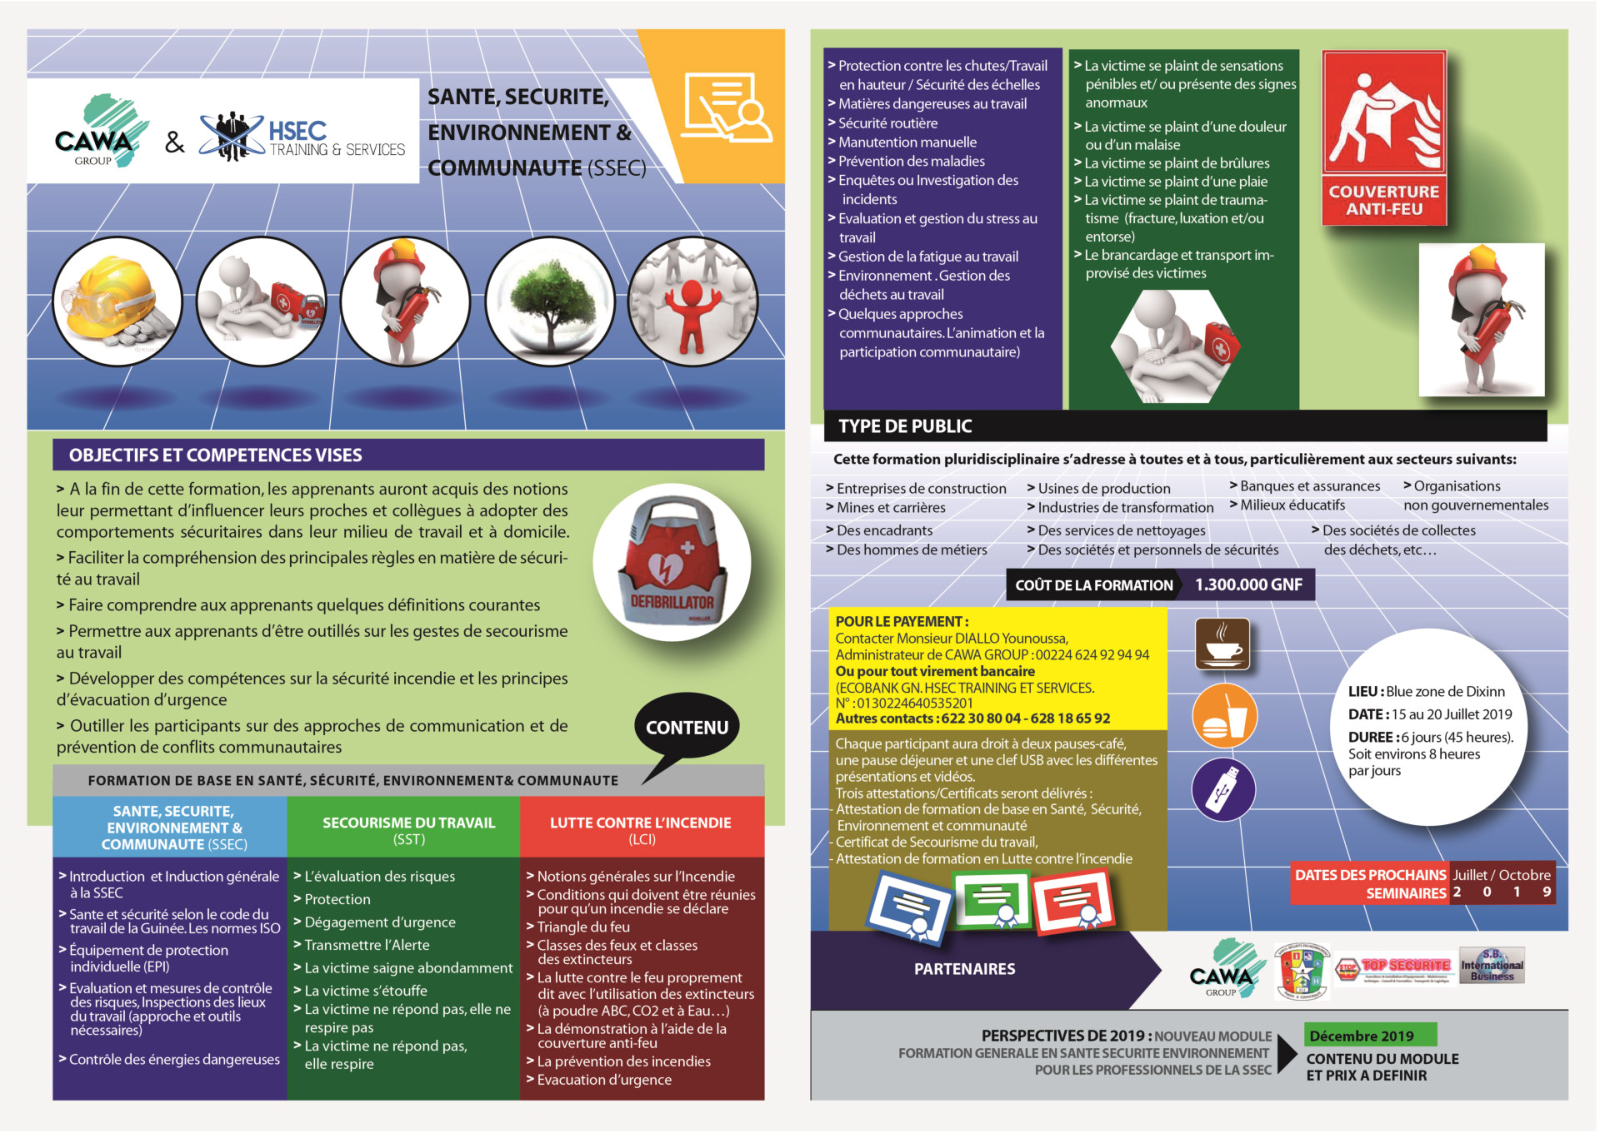 CAWA
GROUP
&
HSEC
TRAINING & SERVICES
SANTE, SECURITE,
ENVIRONNEMENT &
COMMUNAUTE (SSEC)
OBJECTIFS ET COMPETENCES VISES
> A la fin de cette formation, les apprenants auront acquis des notions
leur permettant d’influencer leurs proches et collègues à adopter des
comportements sécuritaires dans leur milieu de travail et à domicile.
> Faciliter la compréhension des principales règles en matière de sécuri-
té au travail
> Faire comprendre aux apprenants quelques définitions courantes
> Permettre aux apprenants d’être outillés sur les gestes de secourisme
au travail
> Développer des compétences sur la sécurité incendie et les principes
d’évacuation d’urgence
> Outiller les participants sur des approches de communication et de
prévention de conflits communautaires
DEFIBRILLATOR
CONTENU
FORMATION DE BASE EN SANTÉ, SÉCURITÉ, ENVIRONNEMENT& COMMUNAUTE
SANTE, SECURITE,
ENVIRONNEMENT &
COMMUNAUTE (SSEC)
> Introduction et Induction générale
à la SSEC
> Sante et sécurité selon le code du
travail de la Guinée. Les normes ISO
> Équipement de protection
individuelle (EPI)
> Evaluation et mesures de contrôle
des risques, Inspections des lieux
du travail (approche et outils
nécessaires)
> Contrôle des énergies dangereuses
SECOURISME DU TRAVAIL
(SST)
> L’évaluation des risques
> Protection
> Dégagement d’urgence
> Transmettre l’Alerte
> La victime saigne abondamment
> La victime s’étouffe
> La victime ne répond pas, elle ne
respire pas
> La victime ne répond pas,
elle respire
LUTTE CONTRE L’INCENDIE
(LCI)
> Notions générales sur l’Incendie
> Conditions qui doivent être réunies
pour qu’un incendie se déclare
> Triangle du feu
> Classes des feux et classes
des extincteurs
> La lutte contre le feu proprement
dit avec l’utilisation des extincteurs
(à poudre ABC, CO2 et à Eau…)
> La démonstration à l’aide de la
couverture anti-feu
> La prévention des incendies
> Evacuation d’urgence
> Protection contre les chutes/Travail
en hauteur / Sécurité des échelles
> Matières dangereuses au travail
> Sécurité routière
> Manutention manuelle
> Prévention des maladies
> Enquêtes ou Investigation des
incidents
> Evaluation et gestion du stress au
travail
> Gestion de la fatigue au travail
> Environnement . Gestion des
déchets au travail
> Quelques approches
communautaires. L’animation et la
participation communautaire)
> La victime se plaint de sensations
pénibles et/ ou présente des signes
anormaux
> La victime se plaint d’une douleur
ou d’un malaise
> La victime se plaint de brûlures
> La victime se plaint d’une plaie
> La victime se plaint de trauma-
tisme (fracture, luxation et/ou
entorse)
> Le brancardage et transport im-
provisé des victimes
COUVERTURE
ANTI-FEU
TYPE DE PUBLIC
Cette formation pluridisciplinaire s’adresse à toutes et à tous, particulièrement aux secteurs suivants:
> Entreprises de construction
> Mines et carrières
> Des encadrants
> Des hommes de métiers
> Usines de production
> Industries de transformation
> Des services de nettoyages
> Des sociétés et personnels de sécurités
> Banques et assurances
> Milieux éducatifs
> Organisations
non gouvernementales
> Des sociétés de collectes
des déchets, etc…
COÛT DE LA FORMATION 1.300.000 GNF
POUR LE PAYEMENT :
Contacter Monsieur DIALLO Younoussa,
Administrateur de CAWA GROUP : 00224 624 92 94 94
Ou pour tout virement bancaire
(ECOBANK GN. HSEC TRAINING ET SERVICES.
N° : 0130224640535201
Autres contacts : 622 30 80 04 - 628 18 65 92
Chaque participant aura droit à deux pauses-café,
une pause déjeuner et une clef USB avec les différentes
présentations et vidéos.
Trois attestations/Certificats seront délivrés :
- Attestation de formation de base en Santé, Sécurité,
Environnement et communauté
- Certificat de Secourisme du travail,
- Attestation de formation en Lutte contre l’incendie
LIEU : Blue zone de Dixinn
DATE : 15 au 20 Juillet 2019
DUREE : 6 jours (45 heures).
Soit environs 8 heures
par jours
DATES DES PROCHAINS
SEMINAIRES
Juillet / Octobre
2 0 1 9
PARTENAIRES
CAWA
GROUP
STOP
TOP SECURITE
S.B.
International
Business
PERSPECTIVES DE 2019 : NOUVEAU MODULE
FORMATION GENERALE EN SANTE SECURITE ENVIRONNEMENT
POUR LES PROFESSIONNELS DE LA SSEC
Décembre 2019
CONTENU DU MODULE
ET PRIX A DEFINIR